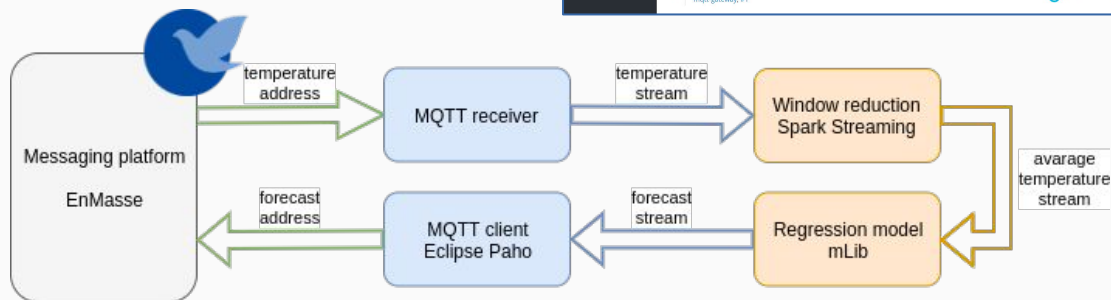 temperature
address
temperature
stream
MQTT receiver
Window reduction
Spark Streaming
Messaging platform
EnMasse
avarage
temperature
stream
forecast
address
MQTT client
Eclipse Paho
forecast
stream
Regression model
mLib